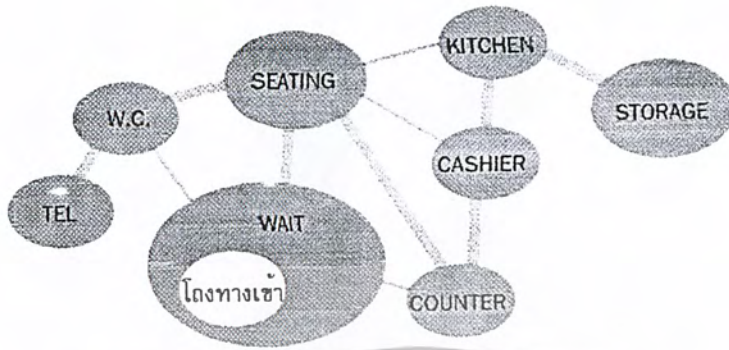 KITCHEN
SEATING
STORAGE
W.C.
CASHIER
TEL
WAIT
โถงทางเข้า
COUNTER